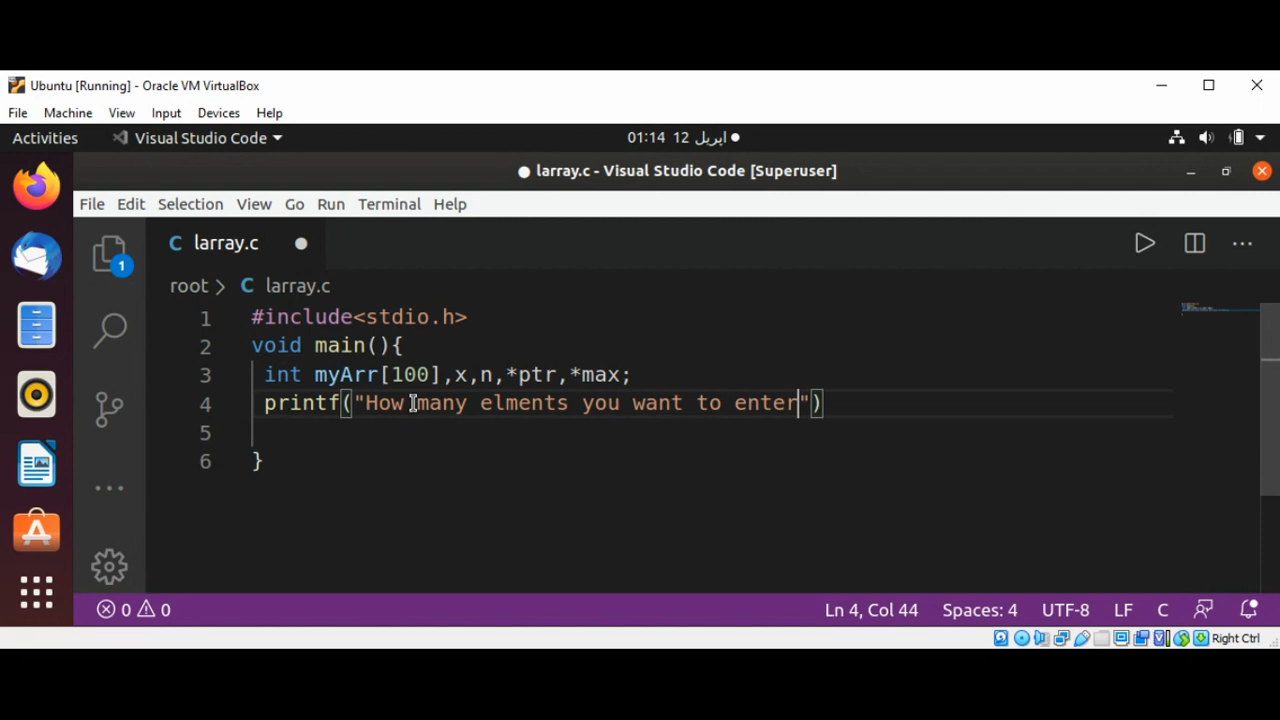 Ubuntu [Running] - Oracle VM VirtualBox
File Machine View Input Devices Help
Activities Visual Studio Code 01:14 12 اپریل
larray.c - Visual Studio Code [Superuser]
File Edit Selection View Go Run Terminal Help
C larray.c
root > C larray.c
1 #include<stdio.h>
2 void main(){
3 int myArr[100],x,n,*ptr,*max;
4 printf("How many elments you want to enter")
5
6 }
1
0 0 Ln 4, Col 44 Spaces: 4 UTF-8 LF C
Right Ctrl